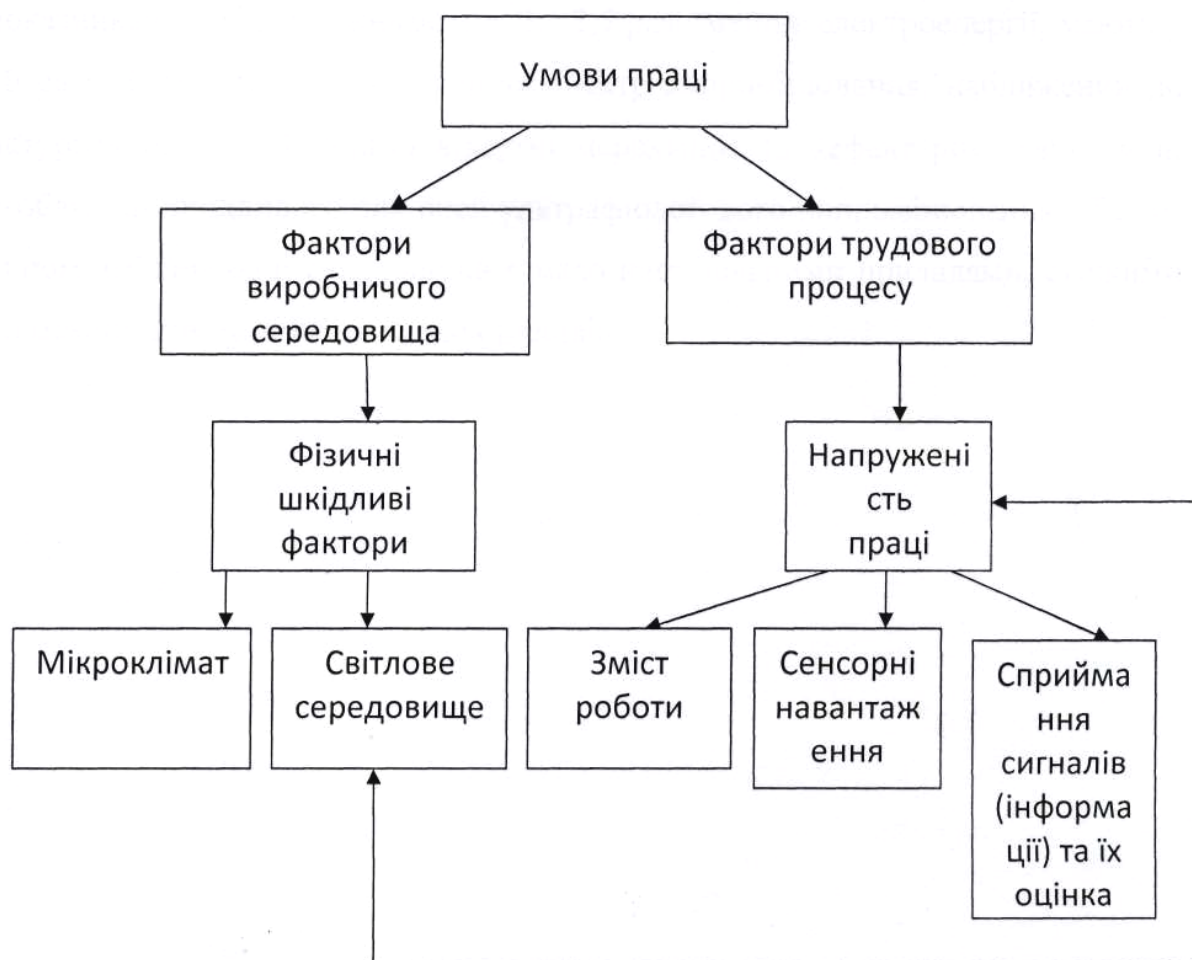 Умови праці
Фактори
виробничого
середовища
Фактори трудового
процесу
Фізичні
шкідливі
фактори
Напружені
сть
праці
Мікроклімат
Світлове
середовище
Зміст
роботи
Сенсорні
навантаж
ення
Сприйма
ння
сигналів
(інформа
ції) та їх
оцінка